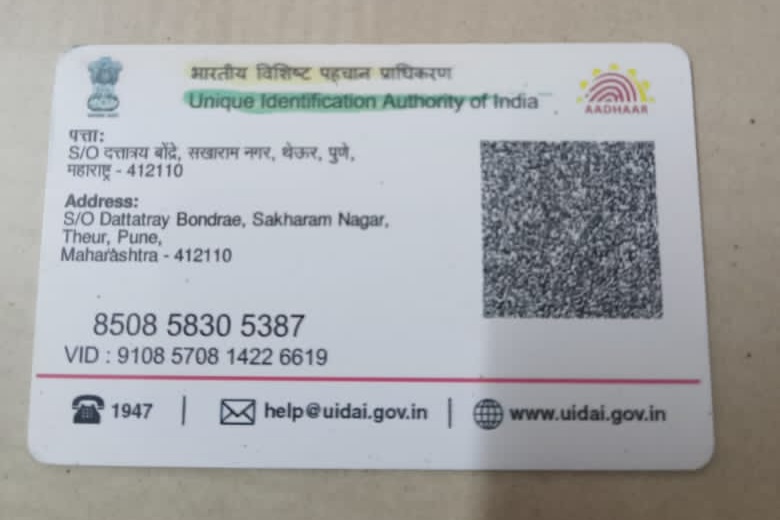 भारतीय विशिष्ट पहचान प्राधिकरण
Unique Identification Authority of India
AADHAAR
पत्ता:
S/O दत्तात्रय बोंद्रे, सखाराम नगर, थेऊर, पुणे,
महाराष्ट्र - 412110
Address:
S/O Dattatray Bondrae, Sakharam Nagar,
Theur, Pune,
Maharashtra - 412110
8508 5830 5387
VID : 9108 5708 1422 6619
1947 | help@uidai.gov.in | www.uidai.gov.in